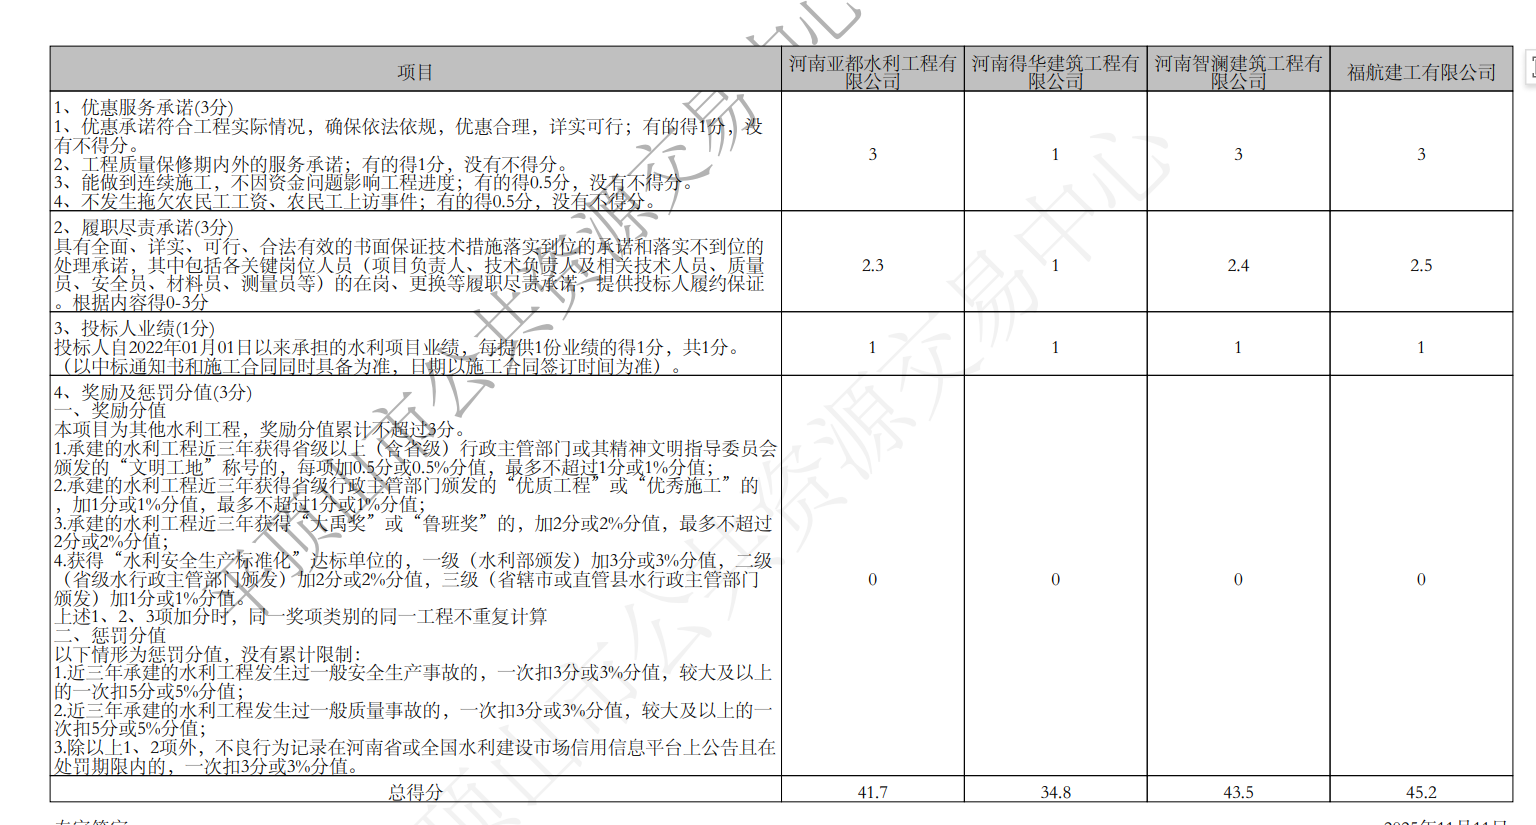 项目
河南亚都水利工程有
限公司
河南得华建筑工程有
限公司
河南智澜建筑工程有
限公司
福航建工有限公司
1、优惠服务承诺(3分)
1、优惠承诺符合工程实际情况，确保依法依规，优惠合理，详实可行；有的得1分，没
有不得分。
2、工程质量保修期内外的服务承诺；有的得1分，没有不得分。
3、能做到连续施工，不因资金问题影响工程进度；有的得0.5分，没有不得分。
4、不发生拖欠农民工工资、农民工上访事件；有的得0.5分，没有不得分。
3
1
3
3
2、履职尽责承诺(3分)
具有全面、详实、可行、合法有效的书面保证技术措施落实到位的承诺和落实不到位的
处理承诺，其中包括各关键岗位人员（项目负责人、技术负责人及相关技术人员、质量
员、安全员、材料员、测量员等）的在岗、更换等履职尽责承诺，提供投标人履约保证
。根据内容得0-3分
2.3
1
2.4
2.5
3、投标人业绩(1分)
投标人自2022年01月01日以来承担的水利项目业绩，每提供1份业绩的得1分，共1分。
（以中标通知书和施工合同同时具备为准，日期以施工合同签订时间为准）。
1
1
1
1
4、奖励及惩罚分值(3分)
一、奖励分值
本项目为其他水利工程，奖励分值累计不超过3分。
1.承建的水利工程近三年获得省级以上（含省级）行政主管部门或其精神文明指导委员会
颁发的“文明工地”称号的，每项加0.5分或0.5%分值，最多不超过1分或1%分值；
2.承建的水利工程近三年获得省级行政主管部门颁发的“优质工程”或“优秀施工”的
，加1分或1%分值，最多不超过1分或1%分值；
3.承建的水利工程近三年获得“大禹奖”或“鲁班奖”的，加2分或2%分值，最多不超过
2分或2%分值；
4.获得“水利安全生产标准化”达标单位的，一级（水利部颁发）加3分或3%分值，二级
（省级水行政主管部门颁发）加2分或2%分值，三级（省辖市或直管县水行政主管部门
颁发）加1分或1%分值。
上述1、2、3项加分时，同一奖项类别的同一工程不重复计算
二、惩罚分值
以下情形为惩罚分值，没有累计限制：
1.近三年承建的水利工程发生过一般安全生产事故的，一次扣3分或3%分值，较大及以上
的一次扣5分或5%分值；
2.近三年承建的水利工程发生过一般质量事故的，一次扣3分或3%分值，较大及以上的一
次扣5分或5%分值；
3.除以上1、2项外，不良行为记录在河南省或全国水利建设市场信用信息平台上公告且在
处罚期限内的，一次扣3分或3%分值。
0
0
0
0
总得分
41.7
34.8
43.5
45.2
平顶山市公共资源交易中心
顶山市公共资源交易中心